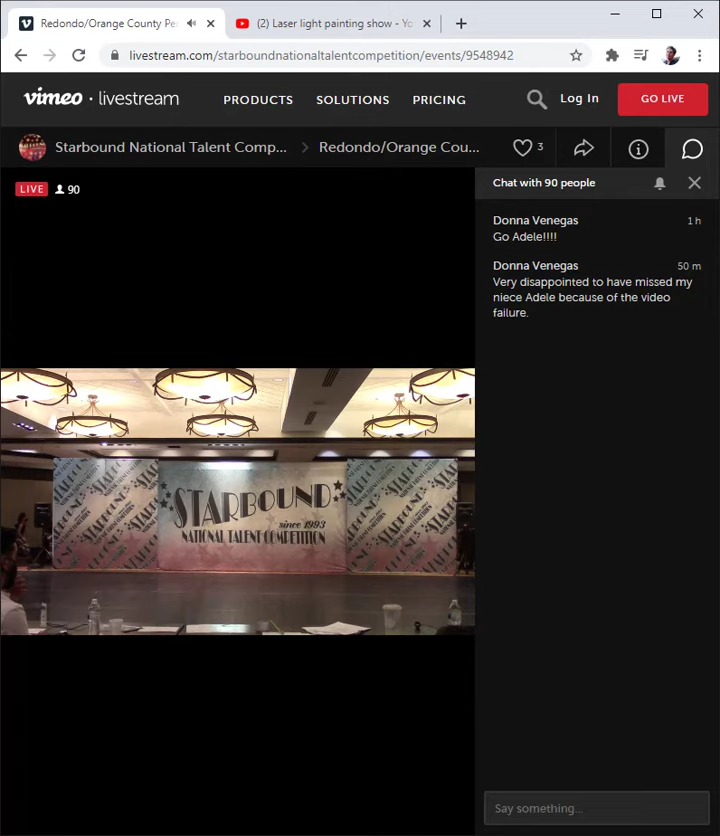 Redondo/Orange County Pe
(2) Laser light painting show - Yo
livestream.com/starboundnationaltalentcompetition/events/9548942
vimeo · livestream
PRODUCTS
SOLUTIONS
PRICING
Log In
GO LIVE
Starbound National Talent Comp...
Redondo/Orange Cou...
3
LIVE
90
Chat with 90 people
Donna Venegas
1 h
Go Adele!!!!
Donna Venegas
50 m
Very disappointed to have missed my
niece Adele because of the video
failure.
STARBOUND
since 1993
NATIONAL TALENT COMPETITION
Say something...